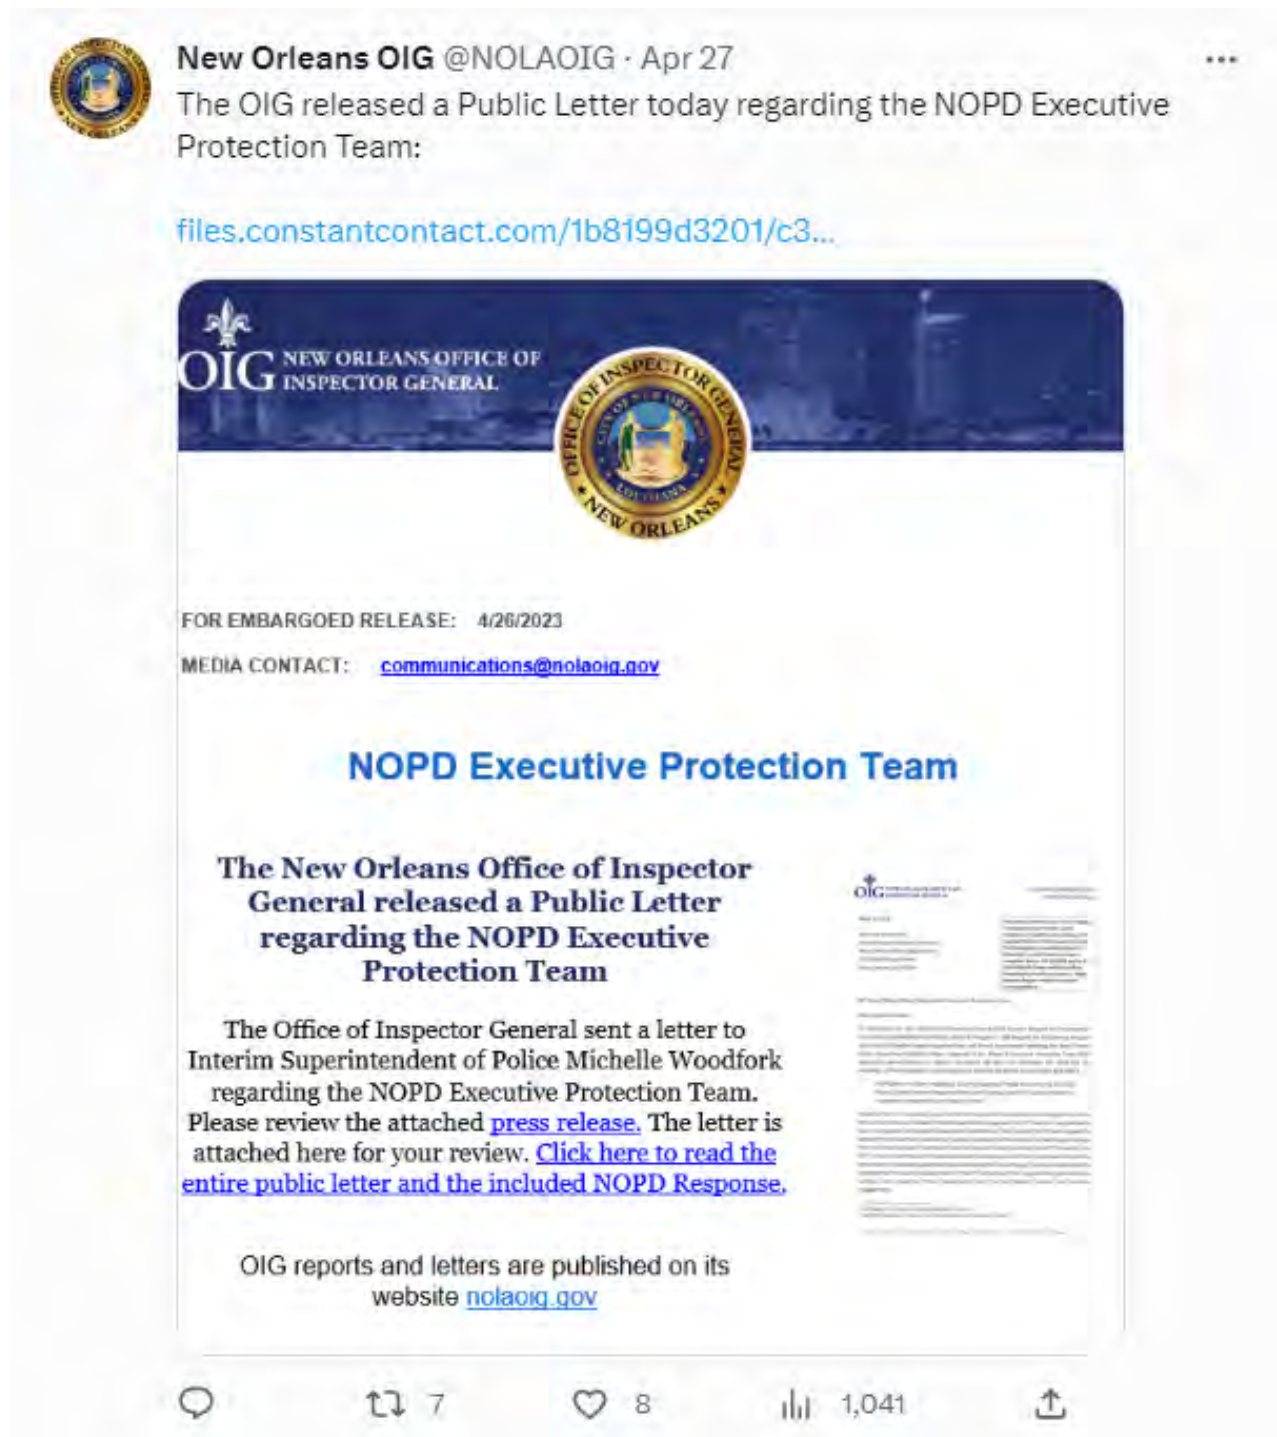 New Orleans OIG @NOLAOIG · Apr 27
The OIG released a Public Letter today regarding the NOPD Executive
Protection Team:
files.constantcontact.com/1b8199d3201/c3...
OIG NEW ORLEANS OFFICE OF
INSPECTOR GENERAL
OFFICE OF INSPECTOR GENERAL
CITY OF NEW ORLEANS
LOUISIANA
NEW ORLEANS
FOR EMBARGOED RELEASE: 4/26/2023
MEDIA CONTACT: communications@nolaoig.gov
NOPD Executive Protection Team
The New Orleans Office of Inspector
General released a Public Letter
regarding the NOPD Executive
Protection Team
The Office of Inspector General sent a letter to
Interim Superintendent of Police Michelle Woodfork
regarding the NOPD Executive Protection Team.
Please review the attached press release. The letter is
attached here for your review. Click here to read the
entire public letter and the included NOPD Response.
OIG
OIG reports and letters are published on its
website nolaoig.gov
7 8 1,041